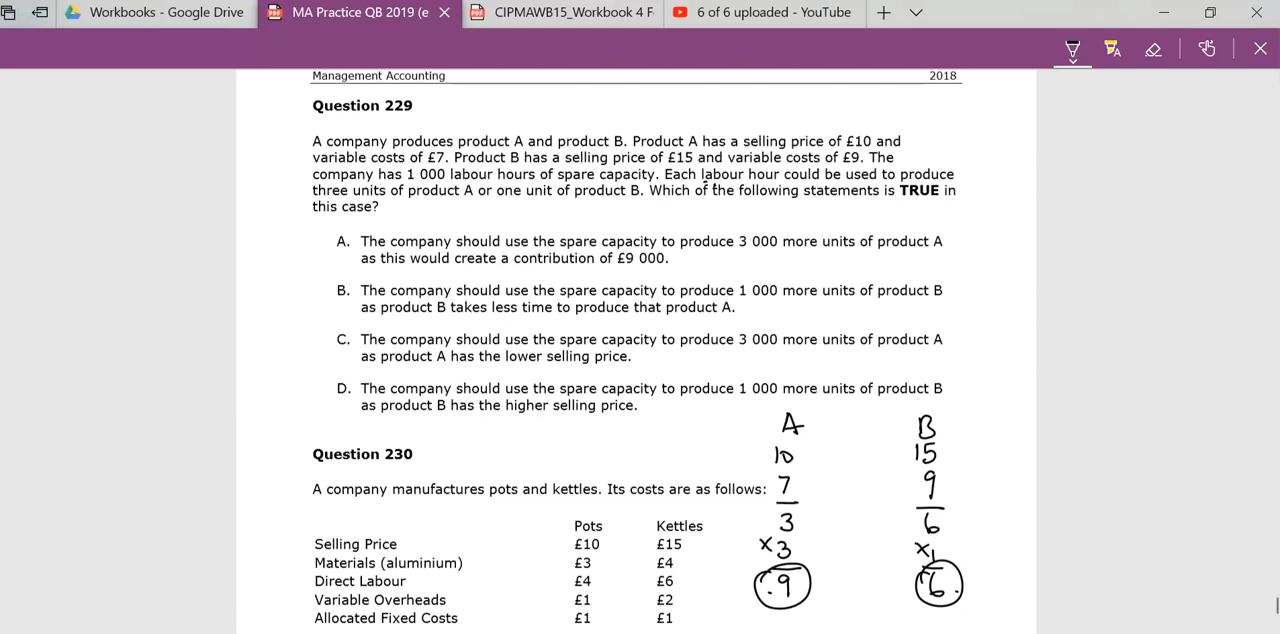 Workbooks - Google Drive
MA Practice QB 2019 (e
CIPMAWB15_Workbook 4 F
6 of 6 uploaded - YouTube
Management Accounting 2018
Question 229
A company produces product A and product B. Product A has a selling price of £10 and
variable costs of £7. Product B has a selling price of £15 and variable costs of £9. The
company has 1 000 labour hours of spare capacity. Each labour hour could be used to produce
three units of product A or one unit of product B. Which of the following statements is TRUE in
this case?
A. The company should use the spare capacity to produce 3 000 more units of product A
as this would create a contribution of £9 000.
B. The company should use the spare capacity to produce 1 000 more units of product B
as product B takes less time to produce that product A.
C. The company should use the spare capacity to produce 3 000 more units of product A
as product A has the lower selling price.
D. The company should use the spare capacity to produce 1 000 more units of product B
as product B has the higher selling price.
A B
10 15
7 9
3 6
×3 ×1
9 6
Question 230
A company manufactures pots and kettles. Its costs are as follows:
Pots Kettles
Selling Price £10 £15
Materials (aluminium) £3 £4
Direct Labour £4 £6
Variable Overheads £1 £2
Allocated Fixed Costs £1 £1